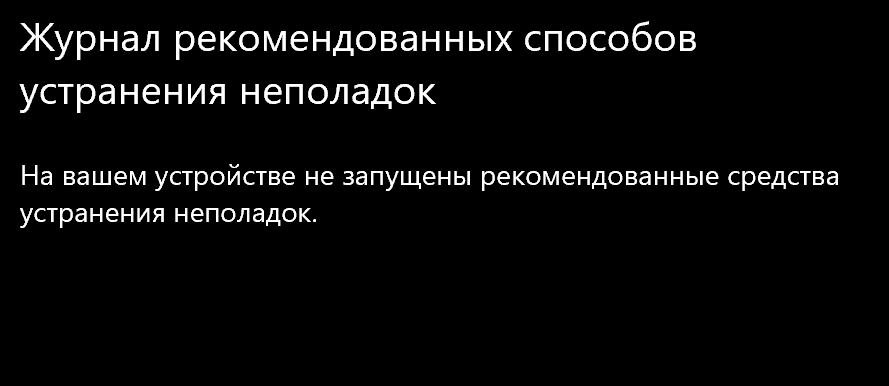 Журнал рекомендованных способов
устранения неполадок
На вашем устройстве не запущены рекомендованные средства
устранения неполадок.